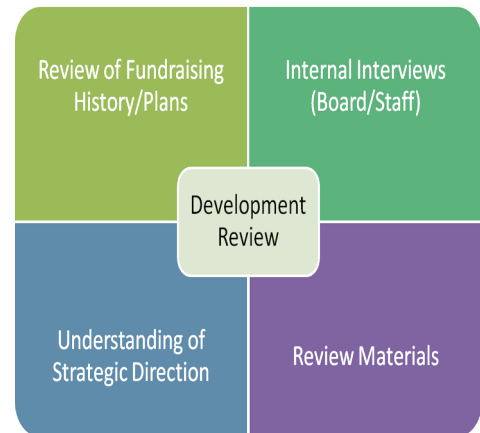 Review of Fundraising
History/Plans
Internal Interviews
(Board/Staff)
Development
Review
Understanding of
Strategic Direction
Review Materials